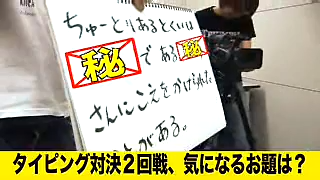 ちゅーとりあるとくいは
秘である秘
さんにこえをかけられた
ことがある。
タイピング対決2回戦、気になるお題は？